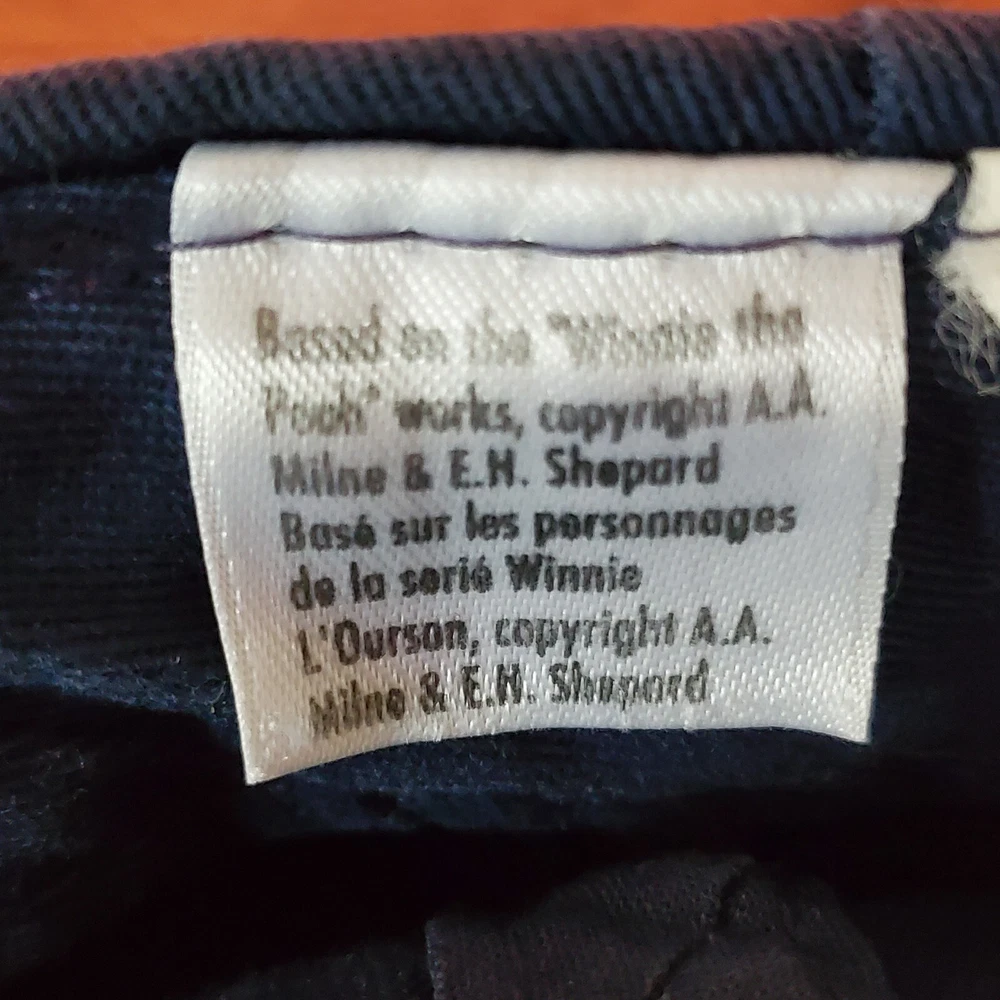 Based on the "Winnie the
Pooh" works, copyright A.A.
Milne & E.H. Shepard
Basé sur les personnages
de la serié Winnie
L'Ourson, copyright A.A.
Milne & E.H. Shepard